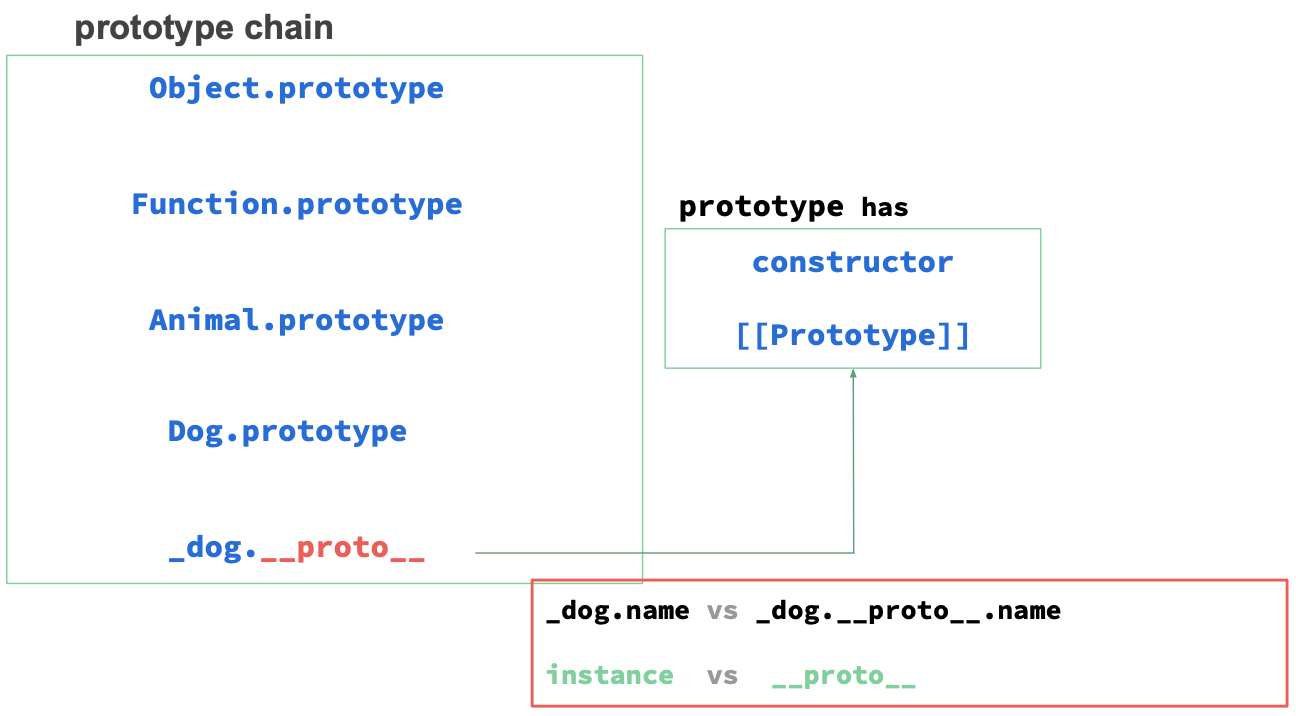 prototype chain
Object.prototype
Function.prototype
prototype has
constructor
Animal.prototype
[[Prototype]]
Dog.prototype
_dog.__proto__
_dog.name vs _dog.__proto__.name
instance vs __proto__